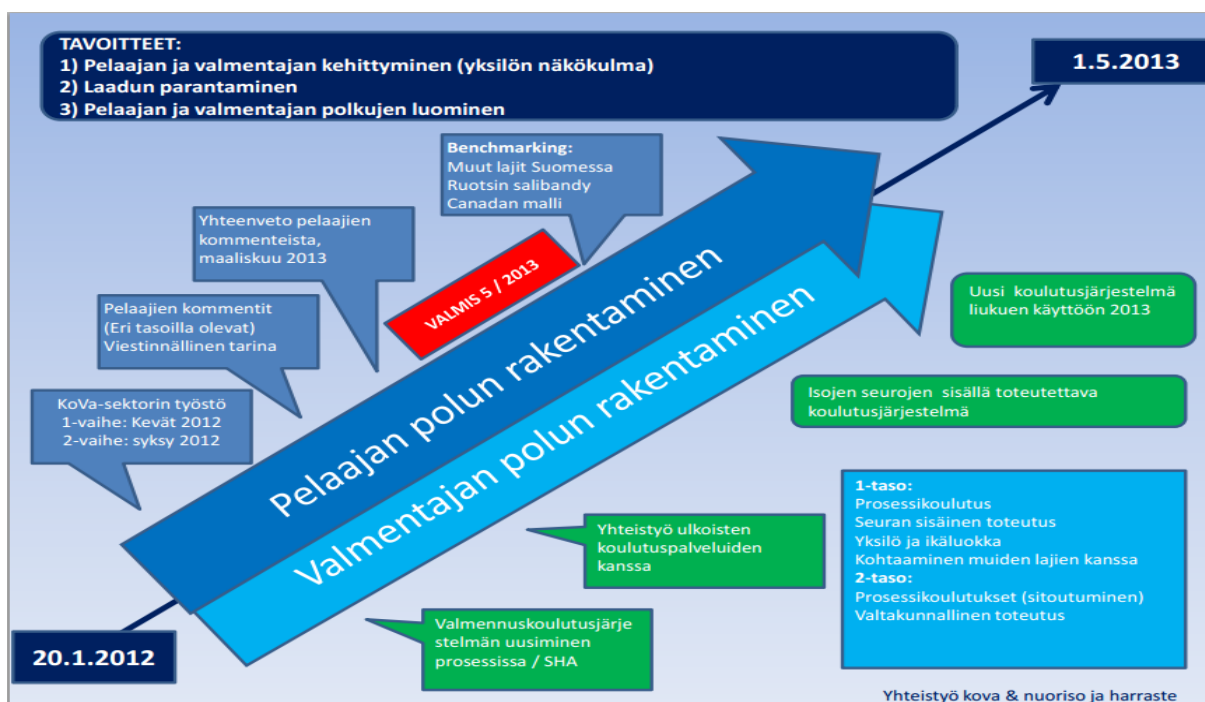 TAVOITTEET:
1) Pelaajan ja valmentajan kehittyminen (yksilön näkökulma)
2) Laadun parantaminen
3) Pelaajan ja valmentajan polkujen luominen
1.5.2013
Benchmarking:
Muut lajit Suomessa
Ruotsin salibandy
Canadan malli
Yhteenveto pelaajien
kommenteista,
maaliskuu 2013
VALMIS 5 / 2013
Pelaajien kommentit
(Eri tasoilla olevat)
Viestinnällinen tarina
KoVa-sektorin työstö
1-vaihe: Kevät 2012
2-vaihe: syksy 2012
Pelaajan polun rakentaminen
Valmentajan polun rakentaminen
Uusi koulutusjärjestelmä
liukuen käyttöön 2013
Isojen seurojen sisällä toteutettava
koulutusjärjestelmä
1-taso:
Prosessikoulutus
Seuran sisäinen toteutus
Yksilö ja ikäluokka
Kohtaaminen muiden lajien kanssa
2-taso:
Prosessikoulutukset (sitoutuminen)
Valtakunnallinen toteutus
Yhteistyö ulkoisten
koulutuspalveluiden
kanssa
Valmennuskoulutusjärje
stelmän uusiminen
prosessissa / SHA
20.1.2012
Yhteistyö kova & nuoriso ja harraste